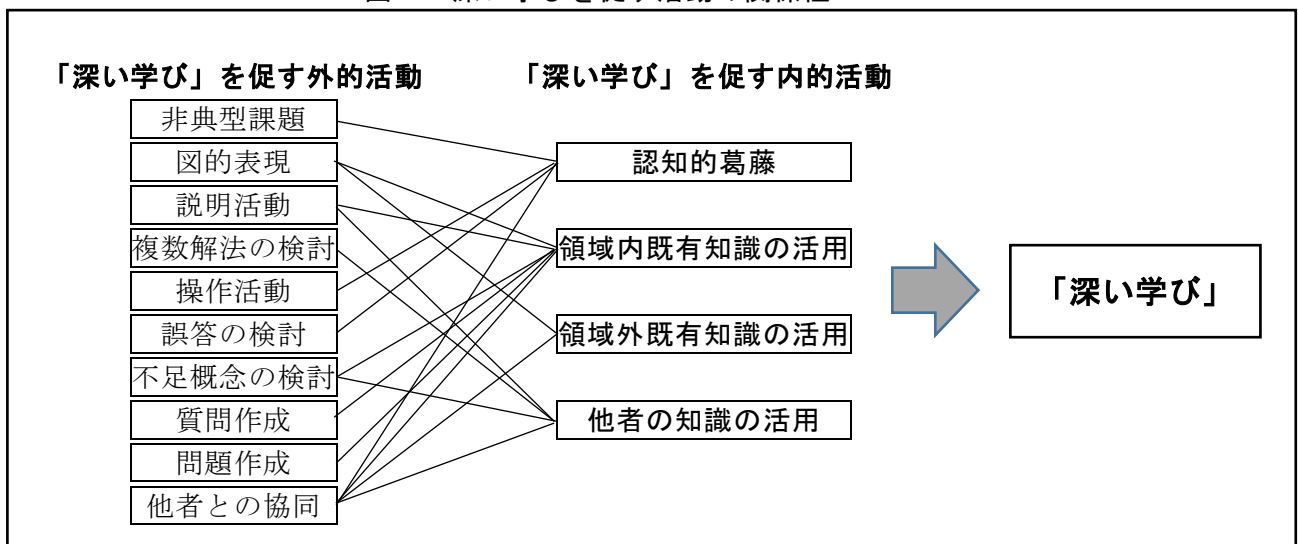 「深い学び」を促す外的活動
「深い学び」を促す内的活動
非典型課題
図的表現
説明活動
複数解法の検討
操作活動
誤答の検討
不足概念の検討
質問作成
問題作成
他者との協同
認知的葛藤
領域内既有知識の活用
領域外既有知識の活用
他者の知識の活用
「深い学び」